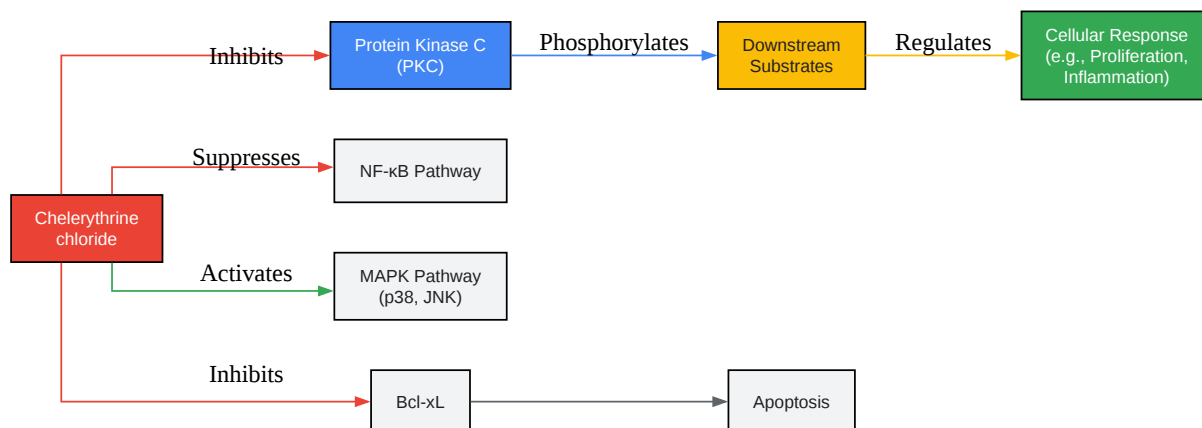 Inhibits
Protein Kinase C
(PKC)
Phosphorylates
Downstream
Substrates
Regulates
Cellular Response
(e.g., Proliferation,
Inflammation)
Suppresses
NF-κB Pathway
Chelerythrine
chloride
Activates
MAPK Pathway
(p38, JNK)
Inhibits
Bcl-xL
Apoptosis